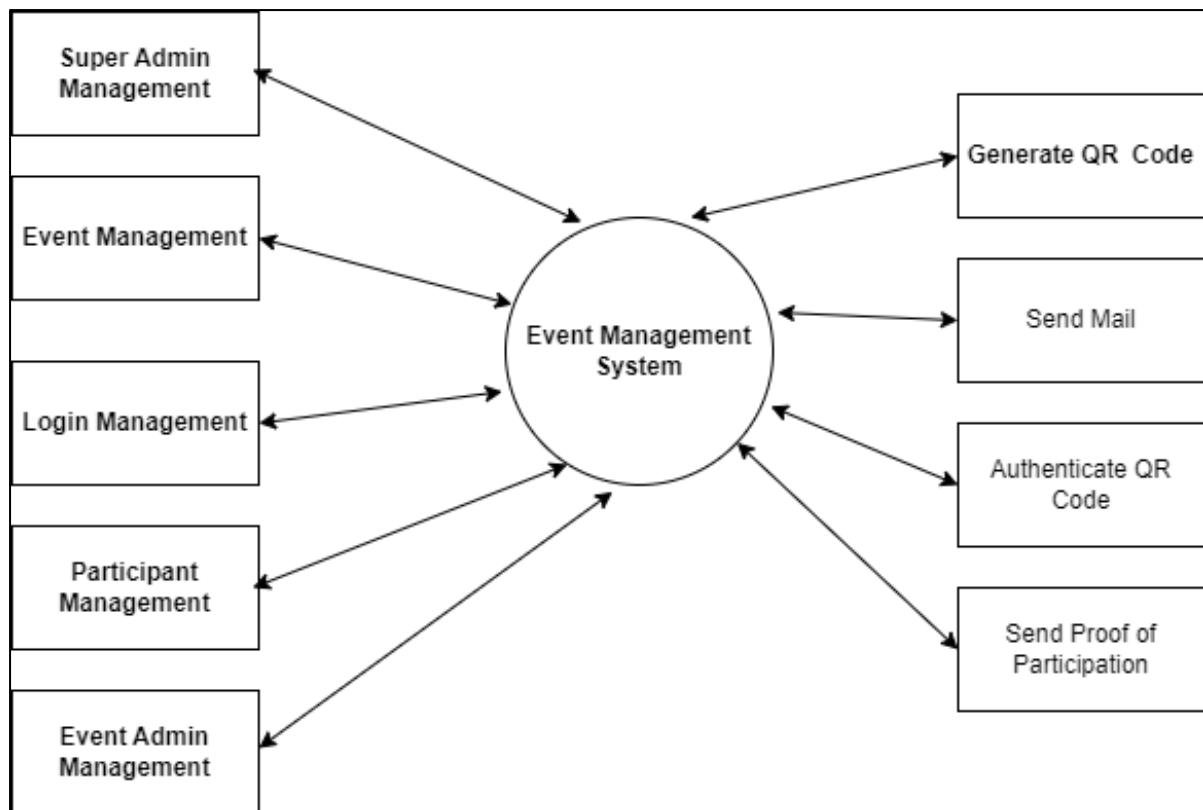 Super Admin
Management
Event Management
Login Management
Participant
Management
Event Admin
Management
Event Management
System
Generate QR  Code
Send Mail
Authenticate QR
Code
Send Proof of
Participation